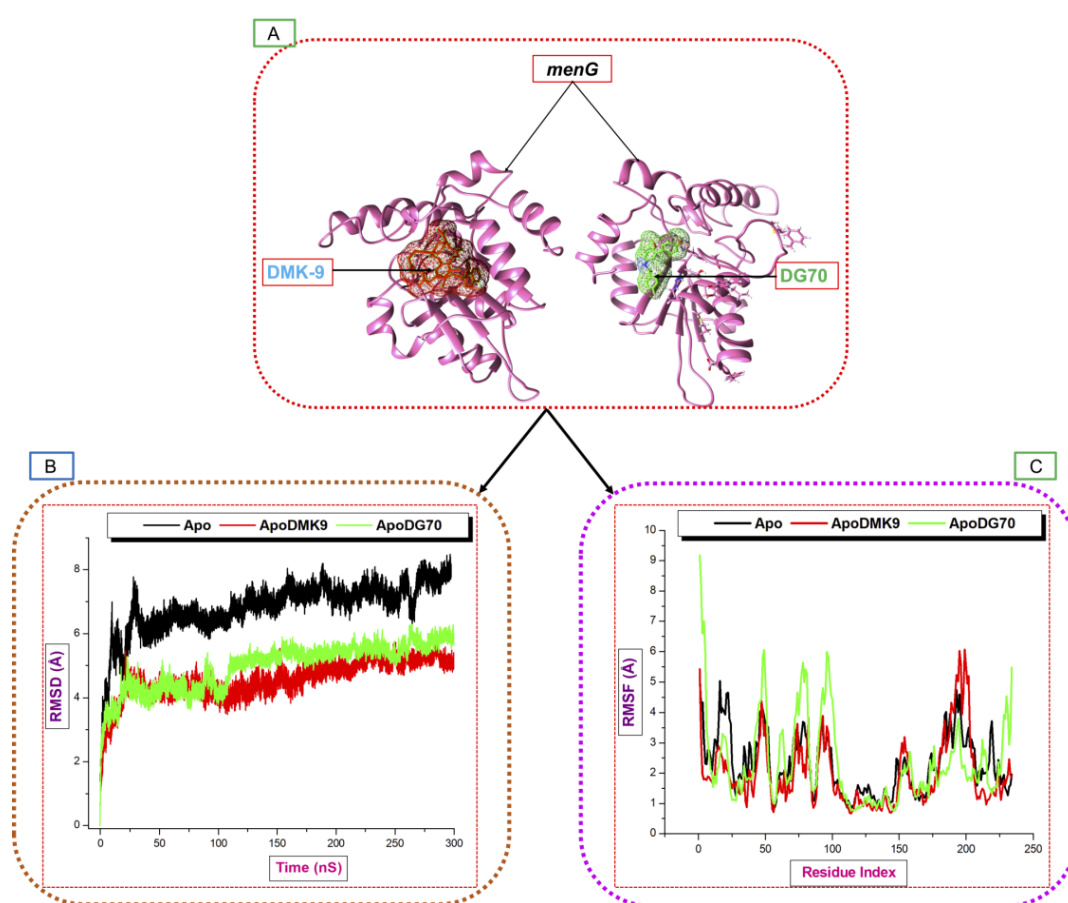 A
menG
DMK-9
DG70
B
Apo ApoDMK9 ApoDG70
8
6
4
2
0
RMSD (Å)
0 50 100 150 200 250 300
Time (nS)
C
Apo ApoDMK9 ApoDG70
10
9
8
7
6
5
4
3
2
1
0
RMSF (Å)
0 50 100 150 200 250
Residue Index